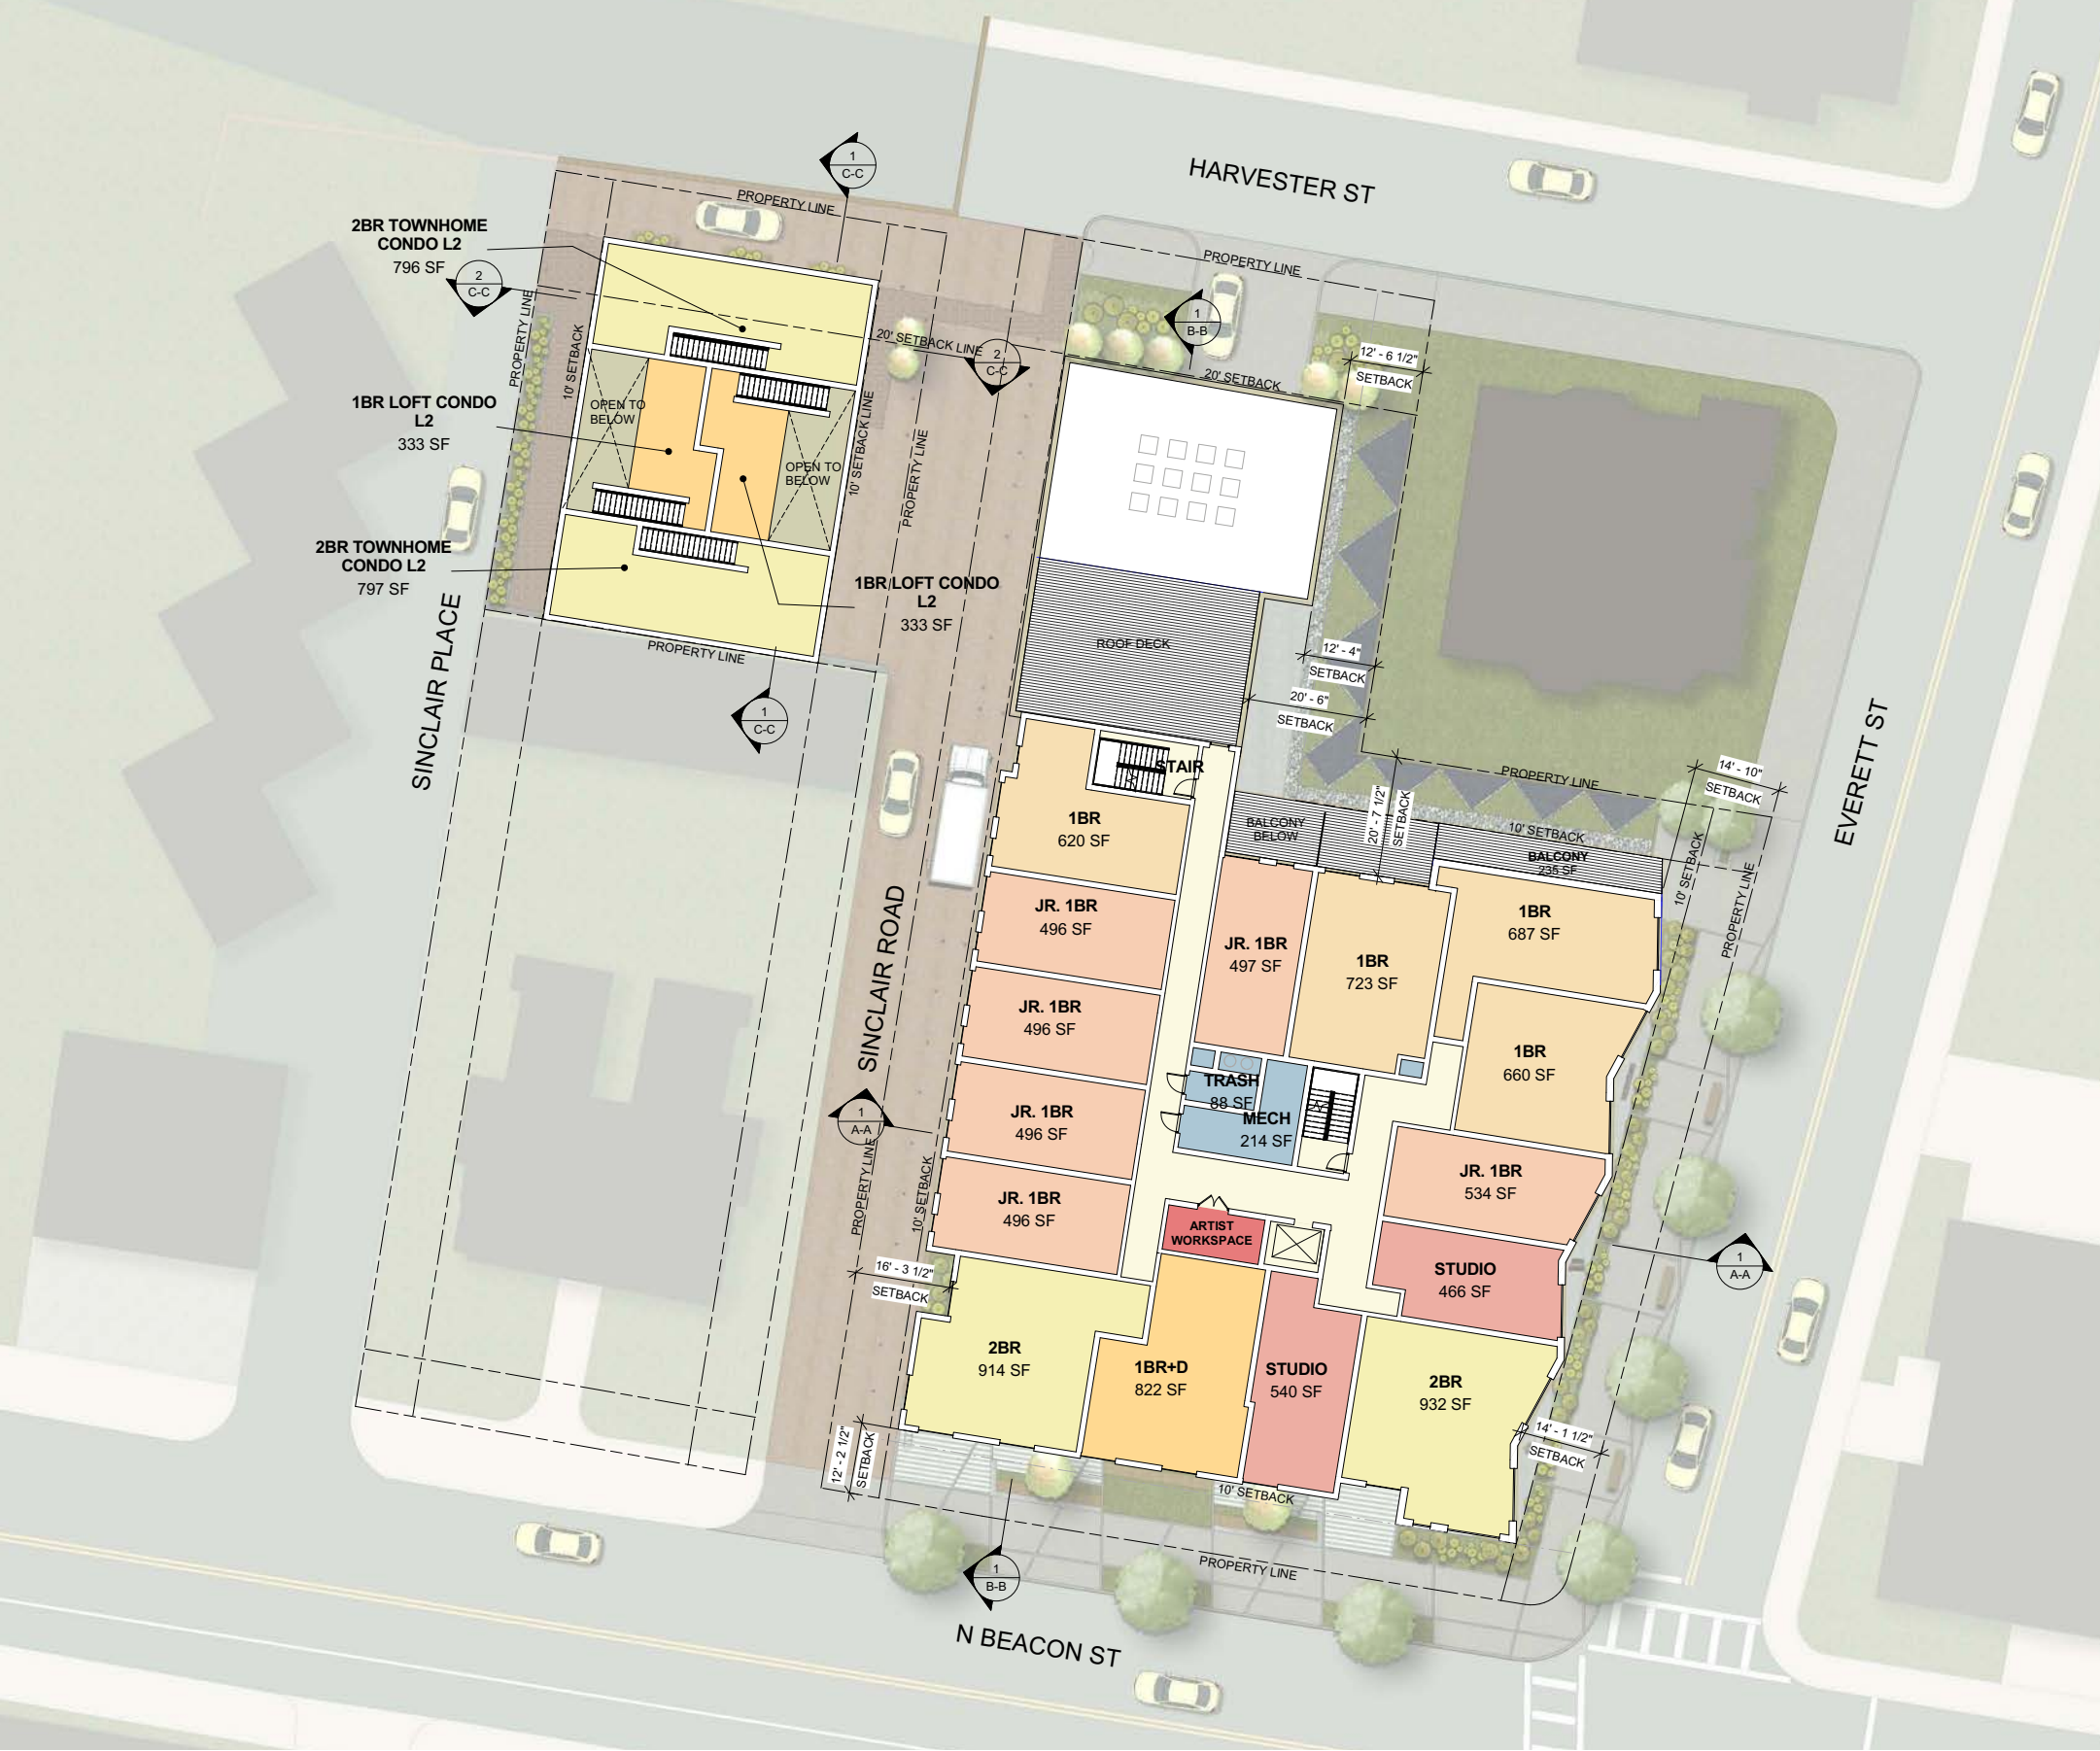 HARVESTER ST
1
C-C
PROPERTY LINE
2BR TOWNHOME
CONDO L2
796 SF
2
C-C
PROPERTY LINE
10' SETBACK
20' SETBACK LINE
2
C-C
PROPERTY LINE
1
B-B
12' - 6 1/2"
SETBACK
20' SETBACK
1BR LOFT CONDO
L2
333 SF
OPEN TO
BELOW
OPEN TO
BELOW
10' SETBACK LINE
PROPERTY LINE
2BR TOWNHOME
CONDO L2
797 SF
1BR LOFT CONDO
L2
333 SF
SINCLAIR PLACE
PROPERTY LINE
1
C-C
ROOF DECK
12' - 4"
SETBACK
20' - 6"
SETBACK
EVERETT ST
STAIR
PROPERTY LINE
14' - 10"
SETBACK
1BR
620 SF
BALCONY
BELOW
20' - 7 1/2"
SETBACK
10' SETBACK
BALCONY
235 SF
10' SETBACK
PROPERTY LINE
JR. 1BR
496 SF
JR. 1BR
497 SF
1BR
723 SF
1BR
687 SF
SINCLAIR ROAD
JR. 1BR
496 SF
1BR
660 SF
TRASH
88 SF
MECH
214 SF
JR. 1BR
496 SF
1
A-A
PROPERTY LINE
10' SETBACK
JR. 1BR
496 SF
JR. 1BR
534 SF
ARTIST
WORKSPACE
STUDIO
466 SF
1
A-A
16' - 3 1/2"
SETBACK
2BR
914 SF
1BR+D
822 SF
STUDIO
540 SF
2BR
932 SF
14' - 1 1/2"
SETBACK
12' - 2 1/2"
SETBACK
10' SETBACK
PROPERTY LINE
1
B-B
N BEACON ST